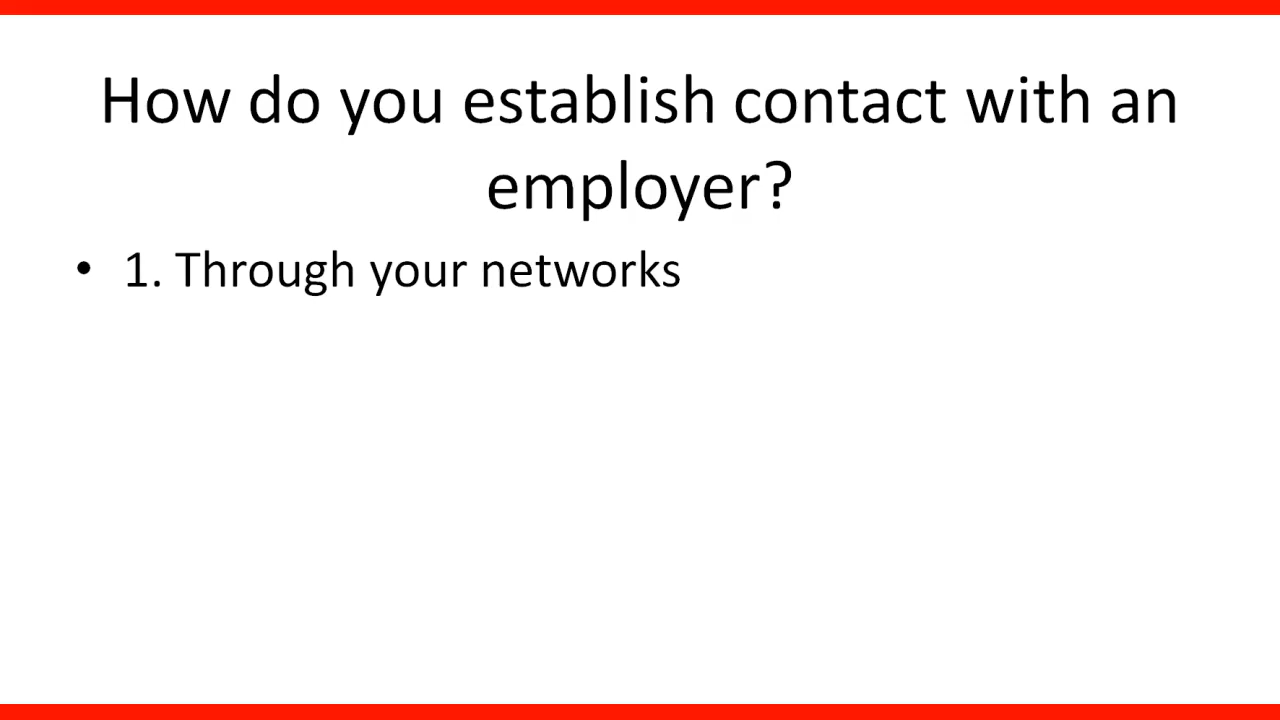 How do you establish contact with an
employer?
• 1. Through your networks